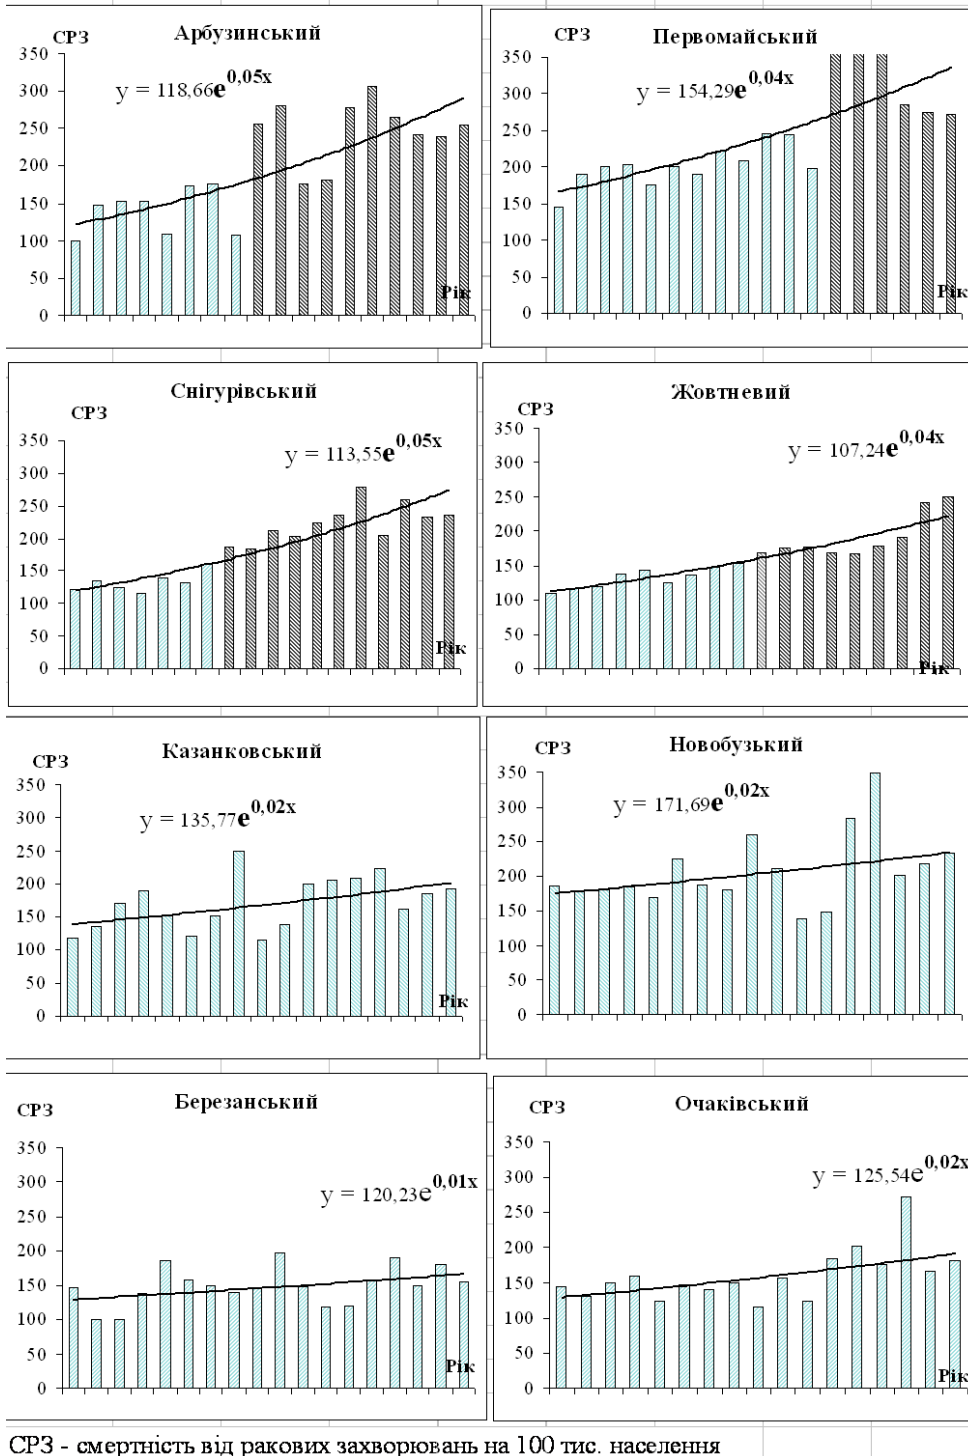 СРЗ Арбузинський
y = 118,66e^0,05x
350
300
250
200
150
100
50
0
Рік
СРЗ Первомайський
y = 154,29e^0,04x
350
300
250
200
150
100
50
0
Рік
Снігурівський
СРЗ
y = 113,55e^0,05x
350
300
250
200
150
100
50
0
Рік
Жовтневий
СРЗ
y = 107,24e^0,04x
350
300
250
200
150
100
50
0
Рік
Казанковський
СРЗ
y = 135,77e^0,02x
350
300
250
200
150
100
50
0
Рік
Новобузький
СРЗ
y = 171,69e^0,02x
350
300
250
200
150
100
50
0
Березанський
СРЗ
y = 120,23e^0,01x
350
300
250
200
150
100
50
0
Рік
Очаківський
СРЗ
y = 125,54e^0,02x
350
300
250
200
150
100
50
0
Рік
СРЗ - смертність від ракових захворювань на 100 тис. населення